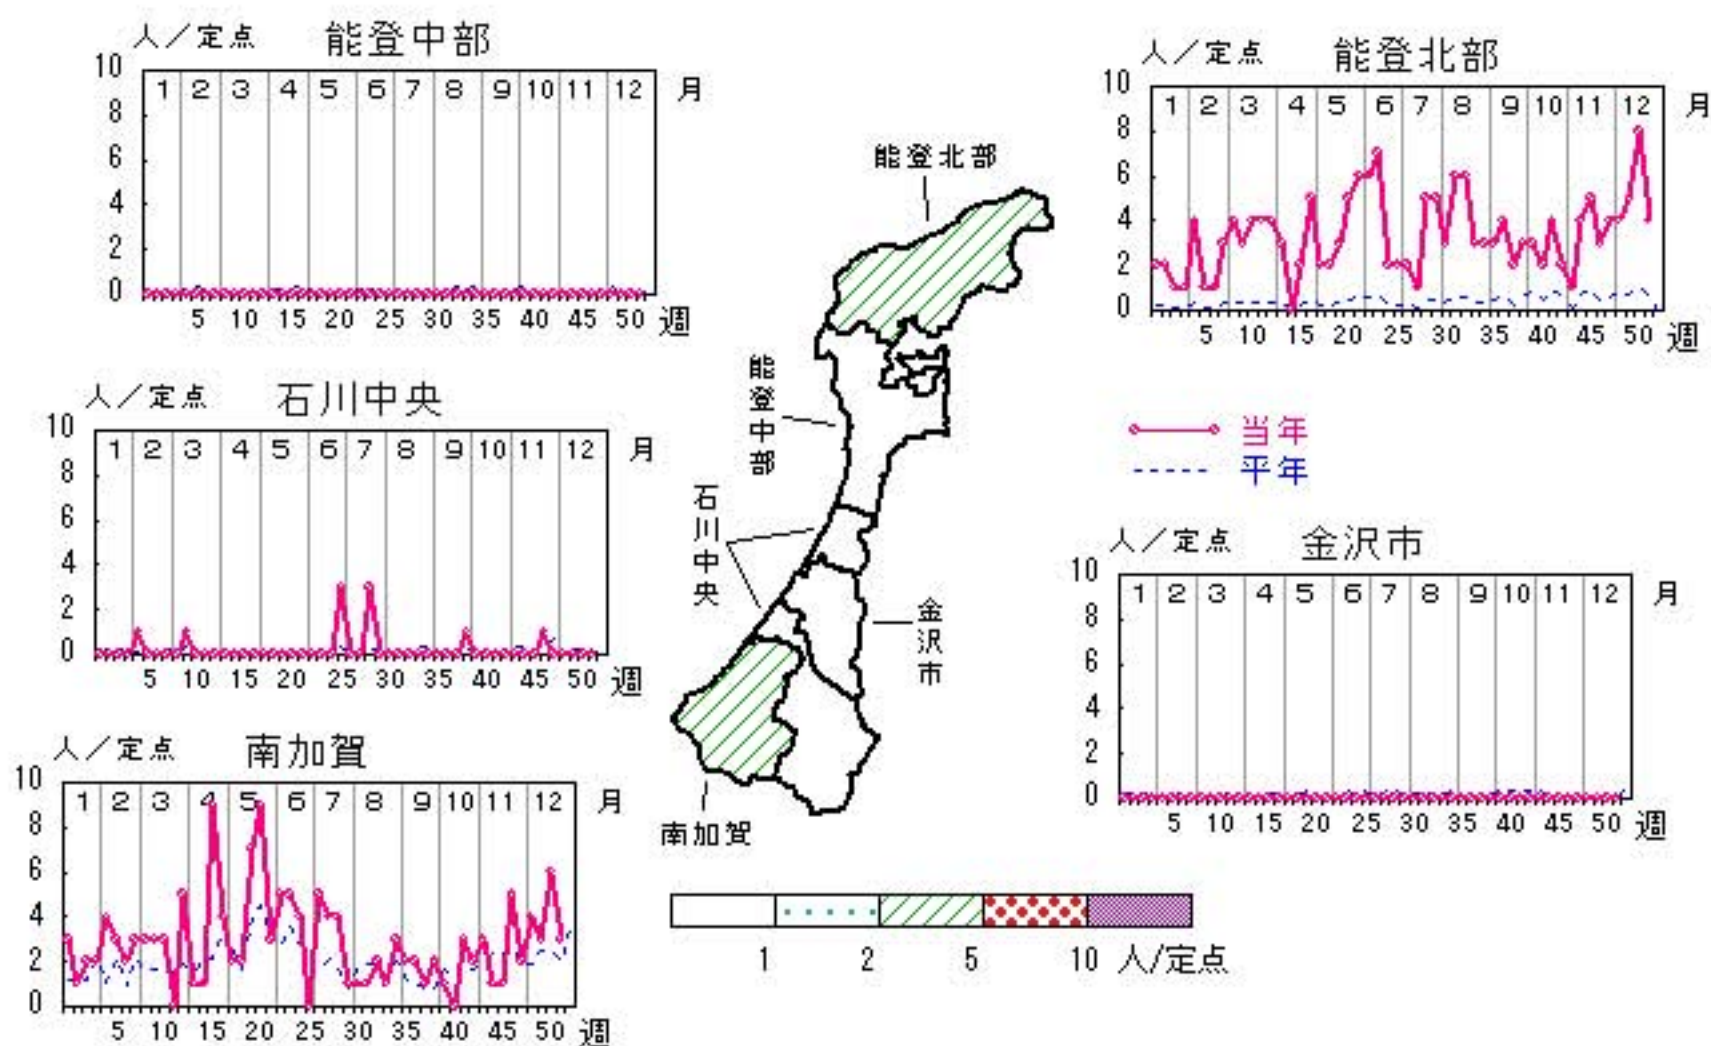 人／定点 能登中部
10 8 6 4 2 0
1 2 3 4 5 6 7 8 9 10 11 12 月
5 10 15 20 25 30 35 40 45 50 週
人／定点 能登北部
10 8 6 4 2 0
1 2 3 4 5 6 7 8 9 10 11 12 月
5 10 15 20 25 30 35 40 45 50 週
能登北部
能登中部
石川中央
金沢市
南加賀
人／定点 石川中央
10 8 6 4 2 0
1 2 3 4 5 6 7 8 9 10 11 12 月
5 10 15 20 25 30 35 40 45 50 週
当年
平年
人／定点 金沢市
10 8 6 4 2 0
1 2 3 4 5 6 7 8 9 10 11 12 月
5 10 15 20 25 30 35 40 45 50 週
人／定点 南加賀
10 8 6 4 2 0
1 2 3 4 5 6 7 8 9 10 11 12 月
5 10 15 20 25 30 35 40 45 50 週
1 2 5 10 人/定点